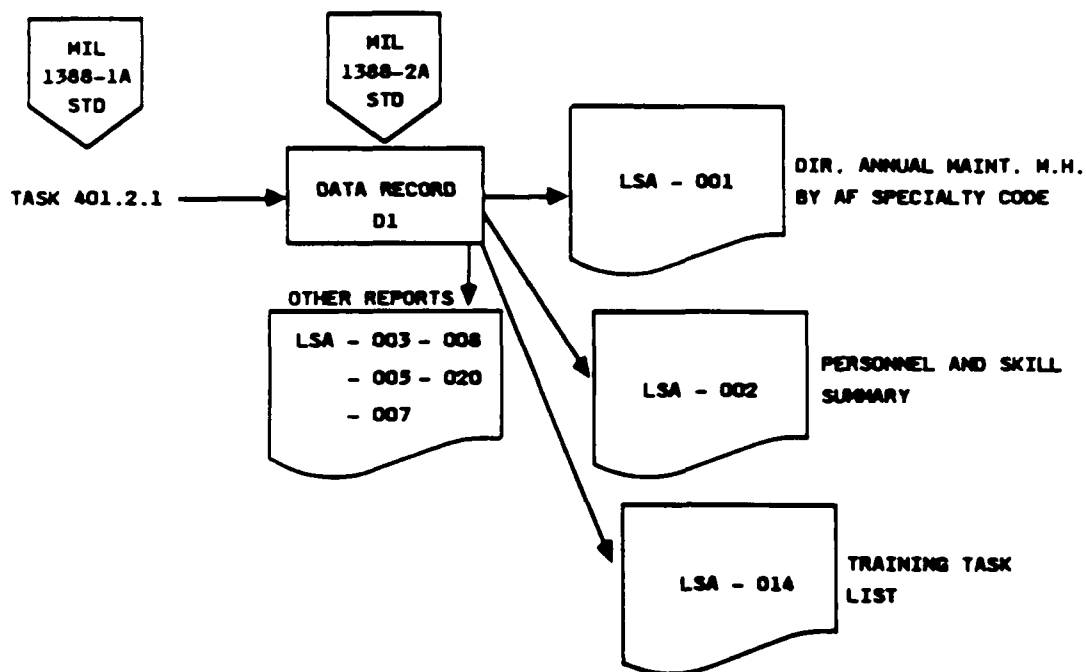 MIL
1388-1A
STD
MIL
1388-2A
STD
TASK 401.2.1
DATA RECORD
D1
LSA - 001
DIR. ANNUAL MAINT. M.H.
BY AF SPECIALTY CODE
OTHER REPORTS
LSA - 003 - 008
- 005 - 020
- 007
LSA - 002
PERSONNEL AND SKILL
SUMMARY
LSA - 014
TRAINING TASK
LIST